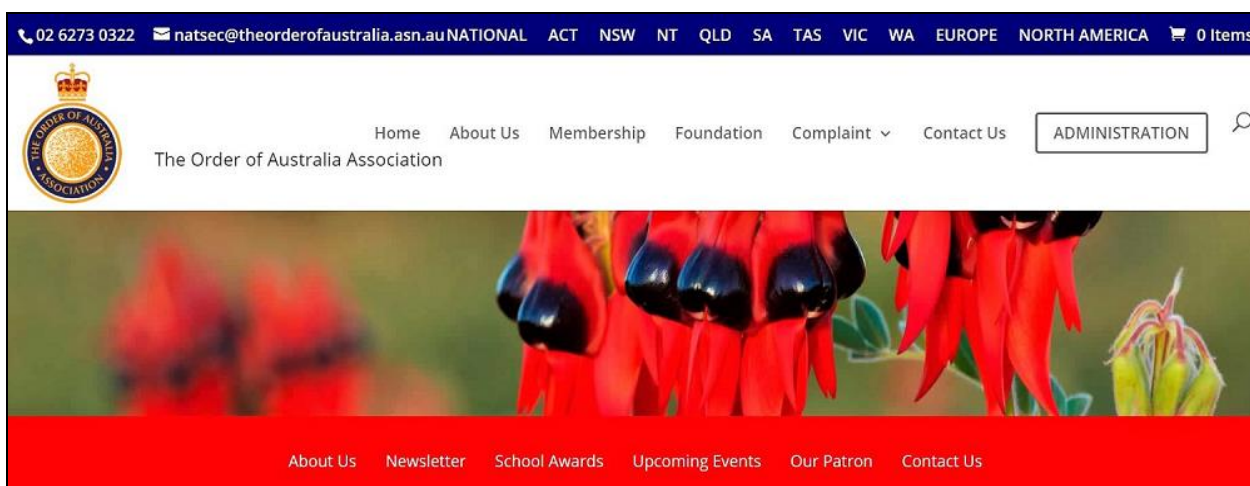 02 6273 0322 natsec@theorderofaustralia.asn.au NATIONAL ACT NSW NT QLD SA TAS VIC WA EUROPE NORTH AMERICA 0 Items
THE ORDER OF AUSTRALIA
ASSOCIATION
Home About Us Membership Foundation Complaint Contact Us ADMINISTRATION
The Order of Australia Association
About Us Newsletter School Awards Upcoming Events Our Patron Contact Us